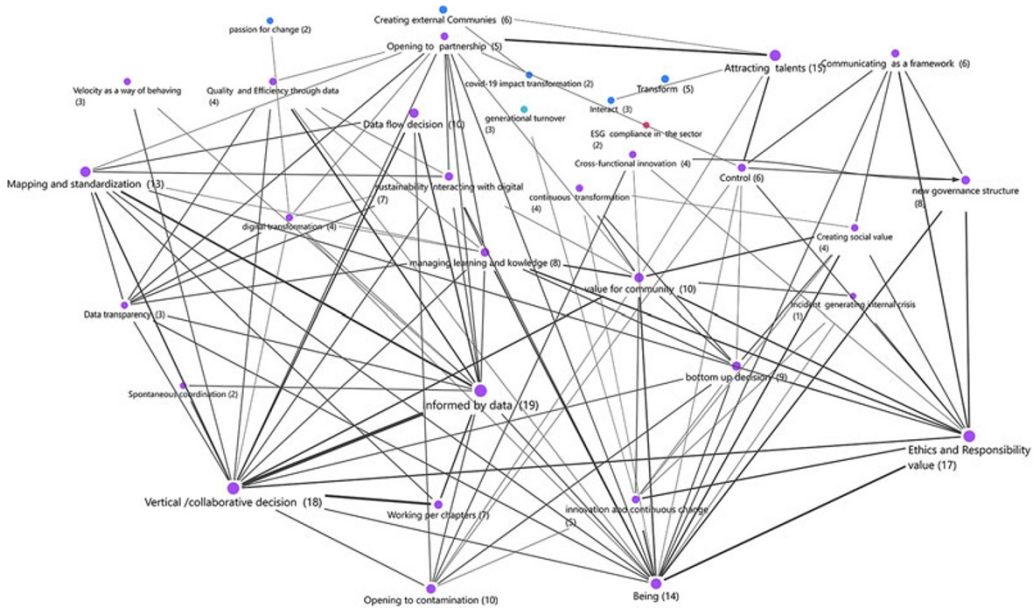 Creating external Communies (6)
passion for change (2)
Opening to partnership (5)
Attracting talents (15)
Communicating as a framework (6)
covid-19 impact transformation (2)
Velocity as a way of behaving
(3)
Quality and Efficiency through data
(4)
Transform (5)
Interact (3)
generational turnover
(3)
Data flow decision (10)
ESG compliance in the sector
(2)
Cross-functional innovation (4)
Control (6)
Mapping and standardization (13)
sustainability interacting with digital
(7)
continuous transformation
(4)
new governance structure
(8)
digital transformation (4)
Creating social value
(4)
managing learning and kowledge (8)
value for community (10)
Incident generating internal crisis
(1)
Data transparency (3)
bottom up decision (9)
Spontaneous coordination (2)
informed by data (19)
Ethics and Responsibility
value (17)
Vertical /collaborative decision (18)
Working per chapters (7)
innovation and continuous change
(5)
Opening to contamination (10)
Being (14)